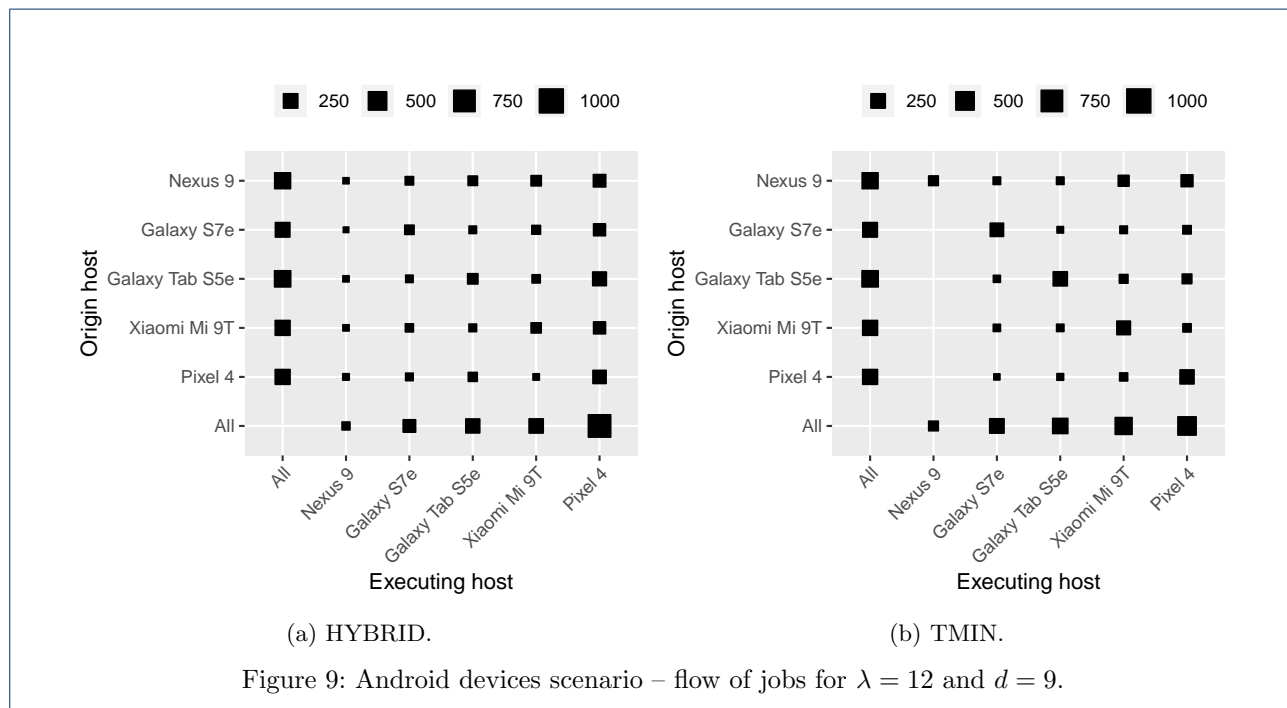 250 500 750 1000
Nexus 9
Galaxy S7e
Galaxy Tab S5e
Xiaomi Mi 9T
Pixel 4
All
Origin host
All
Nexus 9
Galaxy S7e
Galaxy Tab S5e
Xiaomi Mi 9T
Pixel 4
Executing host
(a) HYBRID.
250 500 750 1000
Nexus 9
Galaxy S7e
Galaxy Tab S5e
Xiaomi Mi 9T
Pixel 4
All
Origin host
All
Nexus 9
Galaxy S7e
Galaxy Tab S5e
Xiaomi Mi 9T
Pixel 4
Executing host
(b) TMIN.
Figure 9: Android devices scenario – flow of jobs for λ = 12 and d = 9.